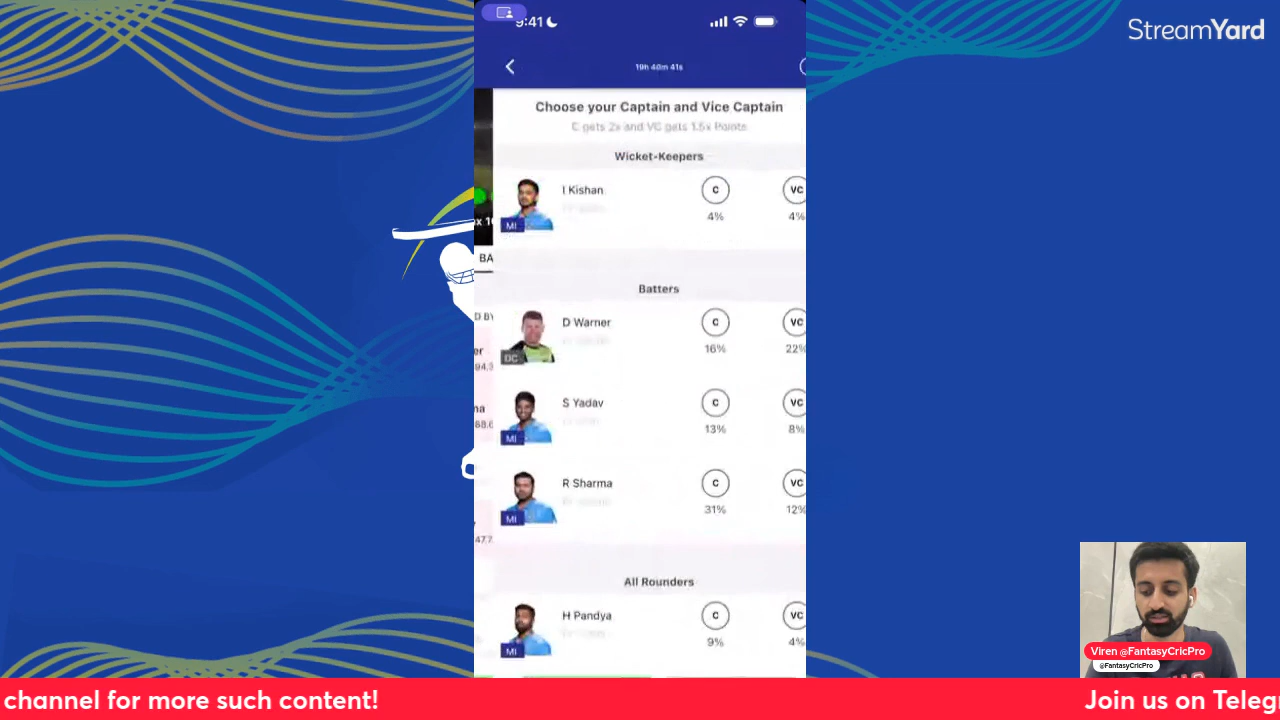 9:41
StreamYard
19h 40m 41s
Choose your Captain and Vice Captain
C gets 2x and VC gets 1.5x Points
Wicket-Keepers
I Kishan
C
VC
MI
4%
4%
BA
Batters
D Warner
C
VC
DC
16%
22%
S Yadav
C
VC
MI
13%
8%
R Sharma
C
VC
MI
31%
12%
All Rounders
H Pandya
C
VC
MI
9%
4%
Viren @FantasyCricPro
@FantasyCricPro
channel for more such content!
Join us on Telegr